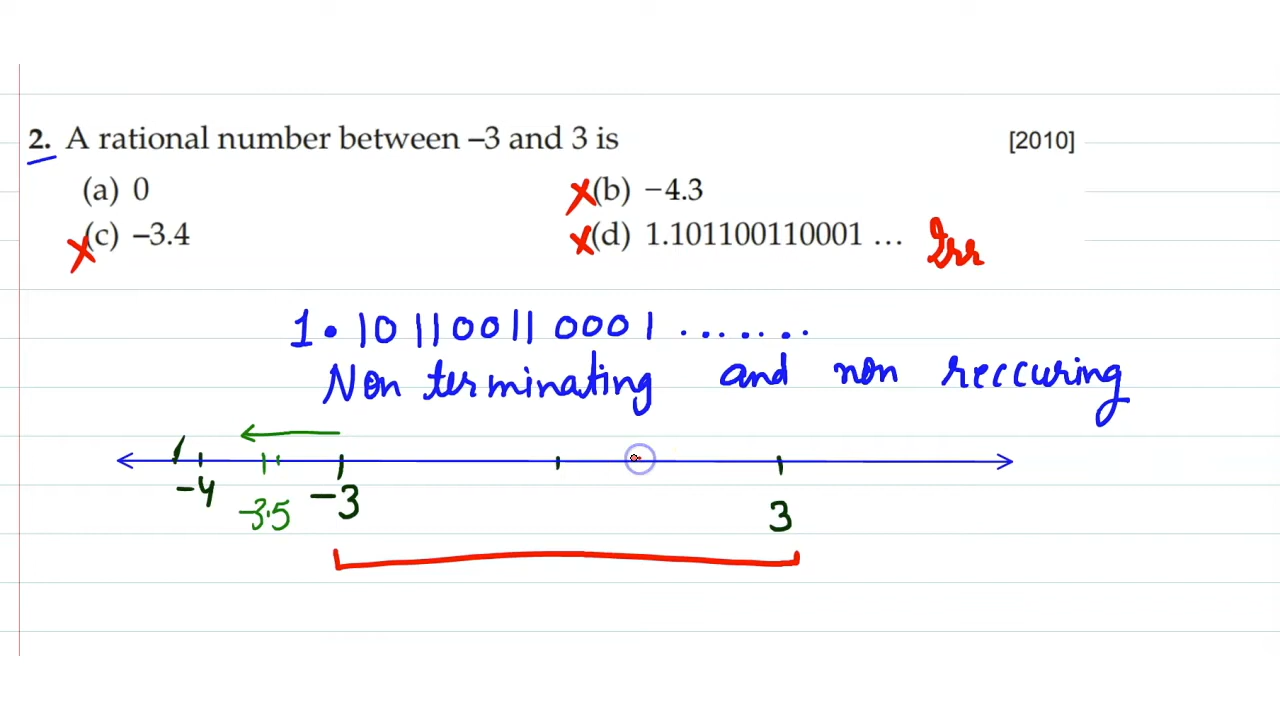 2. A rational number between –3 and 3 is [2010]
(a) 0 (b) –4.3
(c) –3.4 (d) 1.101100110001 ... Irr
1.101100110001 .......
Non terminating and non reccuring
-4 -3.5 -3 3